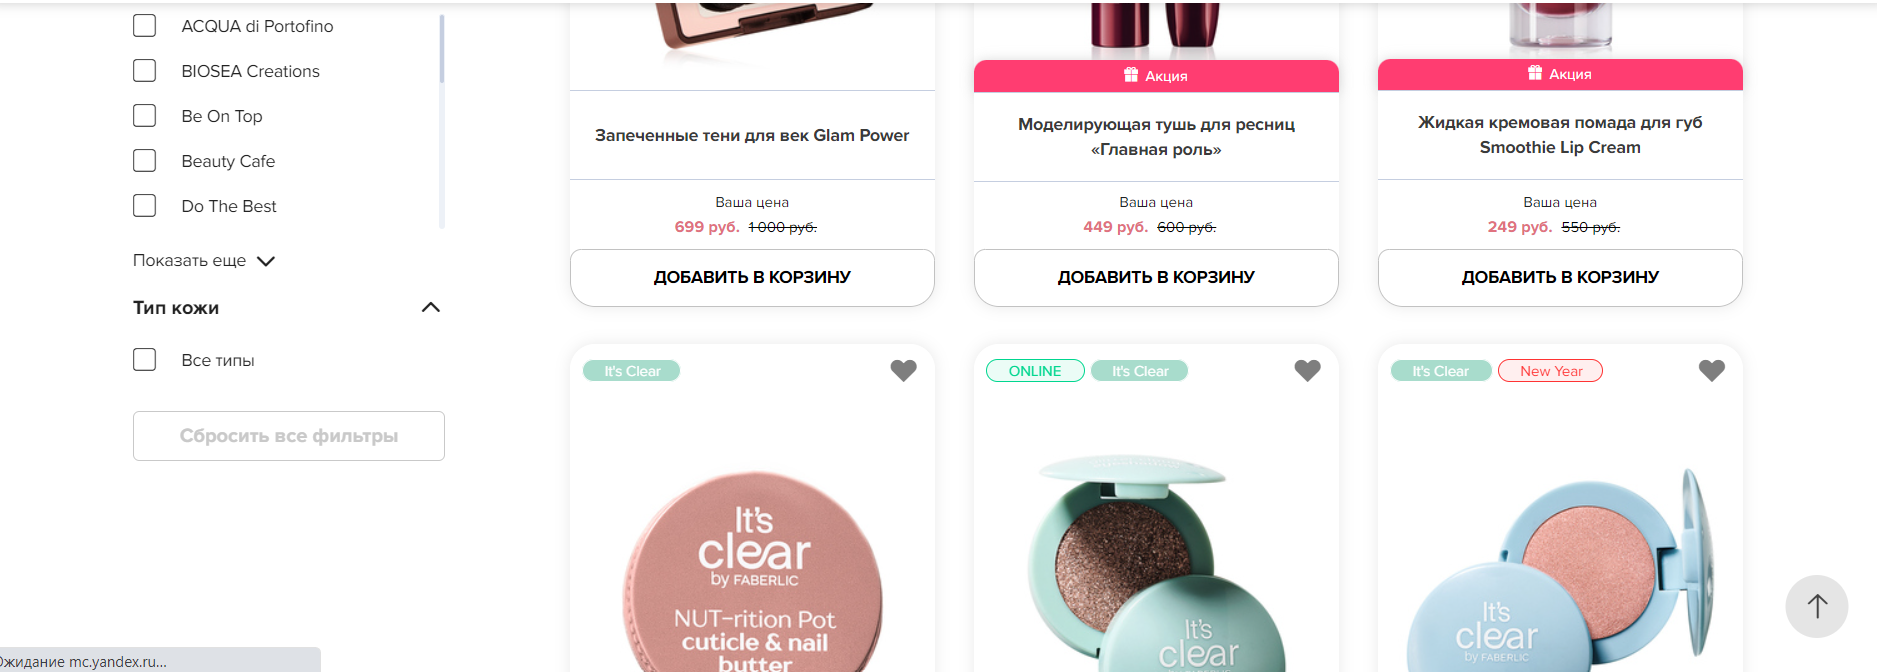 ACQUA di Portofino
BIOSEA Creations
Be On Top
Beauty Cafe
Do The Best
Показать еще
Тип кожи
Все типы
Сбросить все фильтры
Запеченные тени для век Glam Power
Ваша цена
699 руб. 1 000 руб.
ДОБАВИТЬ В КОРЗИНУ
Акция
Моделирующая тушь для ресниц
«Главная роль»
Ваша цена
449 руб. 600 руб.
ДОБАВИТЬ В КОРЗИНУ
Акция
Жидкая кремовая помада для губ
Smoothie Lip Cream
Ваша цена
249 руб. 550 руб.
ДОБАВИТЬ В КОРЗИНУ
It's Clear
It's
clear
by FABERLIC
NUT-rition Pot
cuticle & nail
butter
ONLINE It's Clear
It's
clear
It's Clear New Year
It's
clear
by FABERLIC
Ожидание mc.yandex.ru...